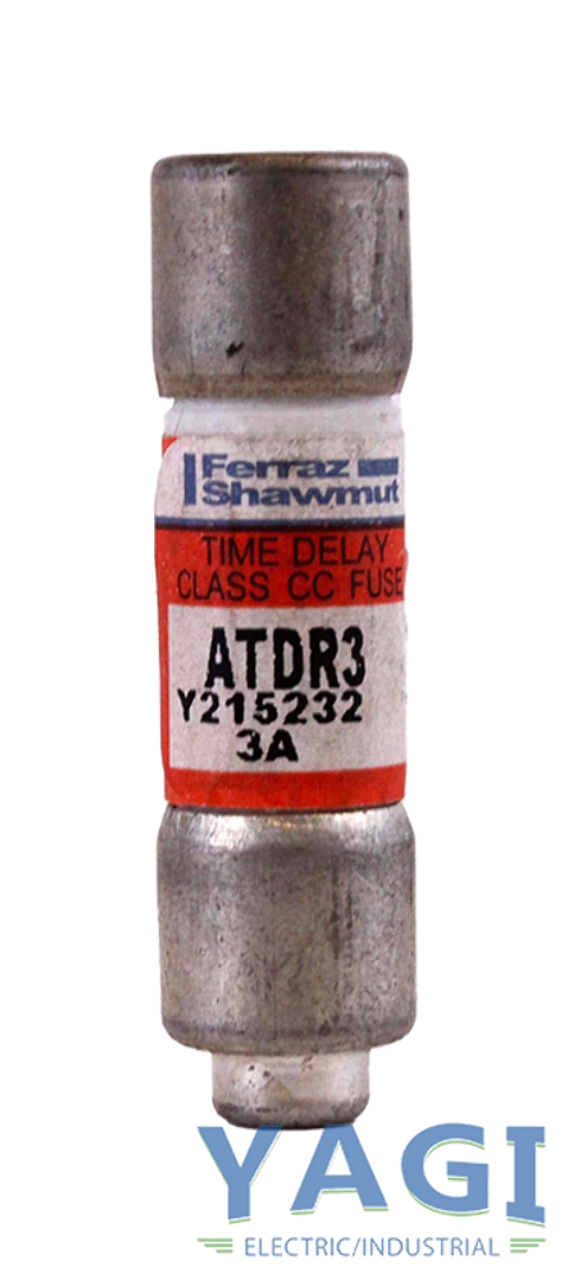 Ferraz
Shawmut
TIME DELAY
CLASS CC FUSE
ATDR3
Y215232
3A
YAGI
ELECTRIC/INDUSTRIAL